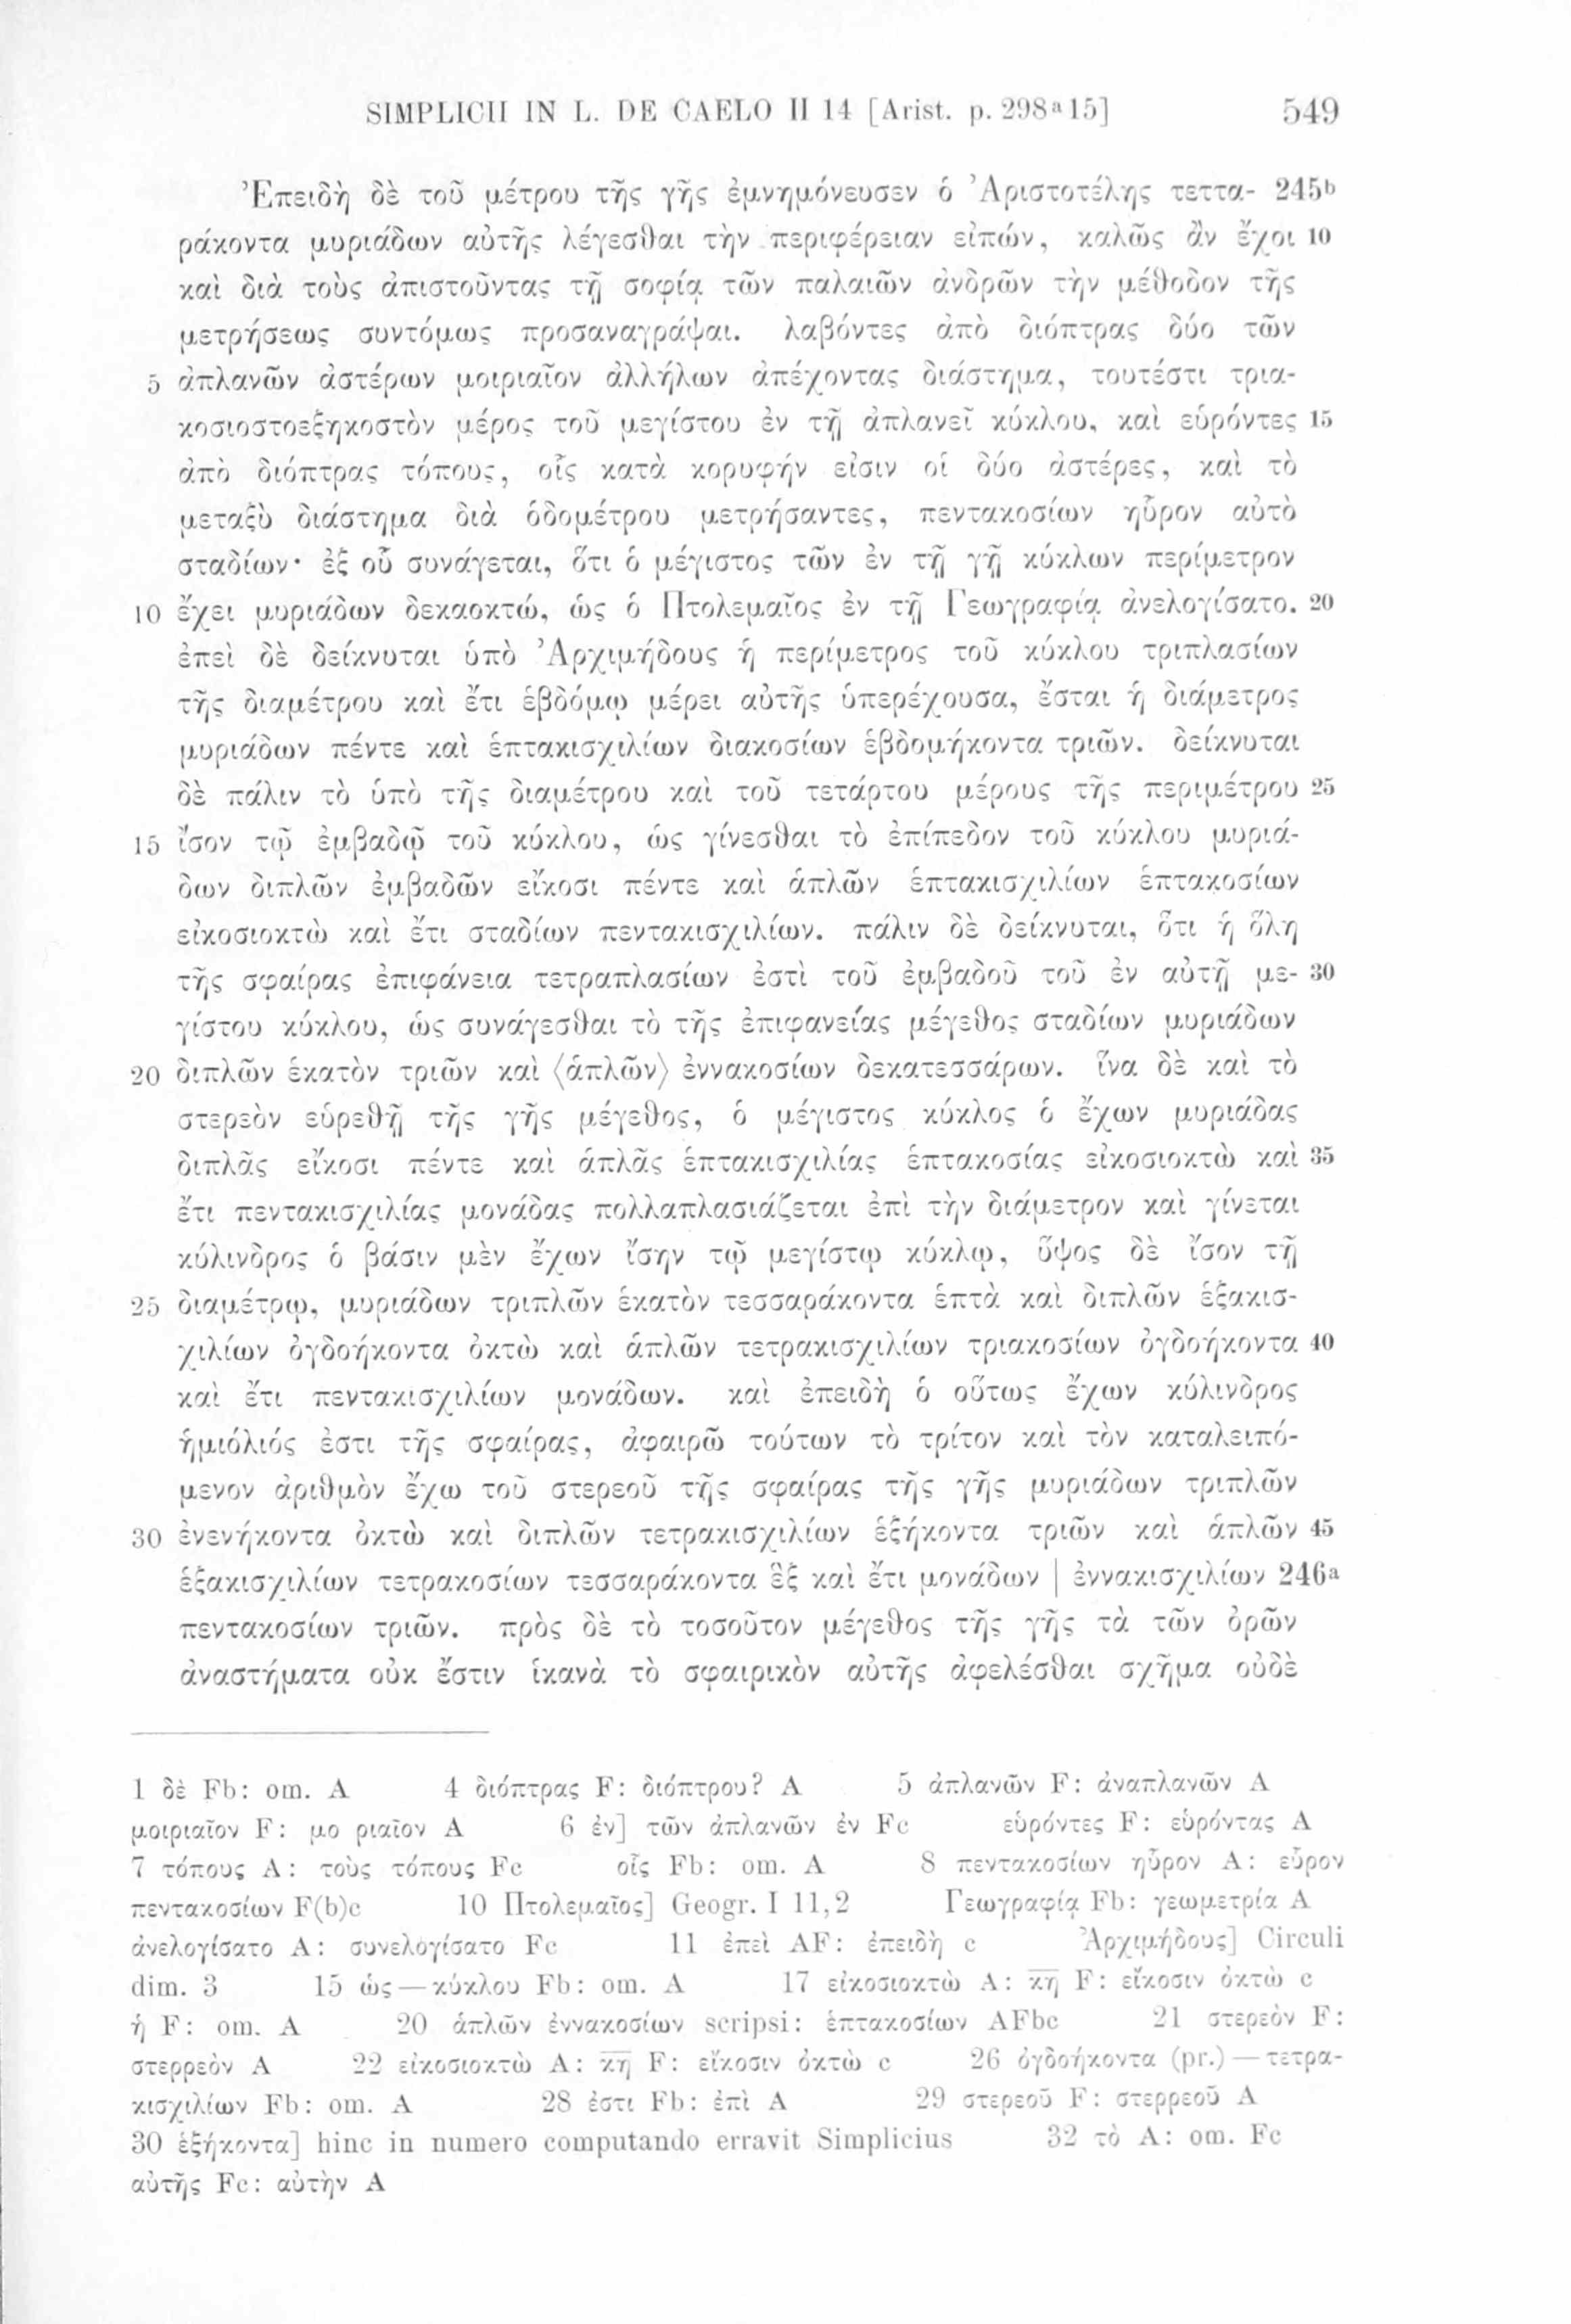 SIMPLICII IN L. DE CAELO II 14 [Arist. p. 298a15] 549
Ἐπειδὴ δὲ τοῦ μέτρου τῆς γῆς ἐμνημόνευσεν ὁ Ἀριστοτέλης τεττα- 245b
ράκοντα μυριάδων αὐτῆς λέγεσθαι τὴν περιφέρειαν εἰπών, καλῶς ἂν ἔχοι 10
καὶ διὰ τοὺς ἀπιστοῦντας τῇ σοφίᾳ τῶν παλαιῶν ἀνδρῶν τὴν μέθοδον τῆς
μετρήσεως συντόμως προσαναγράψαι. λαβόντες ἀπὸ διόπτρας δύο τῶν
5 ἀπλανῶν ἀστέρων μοιριαῖον ἀλλήλων ἀπέχοντας διάστημα, τουτέστι τρια-
κοσιοστοεξηκοστὸν μέρος τοῦ μεγίστου ἐν τῇ ἀπλανεῖ κύκλου, καὶ εὑρόντες 15
ἀπὸ διόπτρας τόπους, οἷς κατὰ κορυφήν εἰσιν οἱ δύο ἀστέρες, καὶ τὸ
μεταξὺ διάστημα διὰ ὁδομέτρου μετρήσαντες, πεντακοσίων ηὗρον αὐτὸ
σταδίων· ἐξ οὗ συνάγεται, ὅτι ὁ μέγιστος τῶν ἐν τῇ γῇ κύκλων περίμετρον
10 ἔχει μυριάδων δεκαοκτώ, ὡς ὁ Πτολεμαῖος ἐν τῇ Γεωγραφίᾳ ἀνελογίσατο. 20
ἐπεὶ δὲ δείκνυται ὑπὸ Ἀρχιμήδους ἡ περίμετρος τοῦ κύκλου τριπλασίων
τῆς διαμέτρου καὶ ἔτι ἑβδόμῳ μέρει αὐτῆς ὑπερέχουσα, ἔσται ἡ διάμετρος
μυριάδων πέντε καὶ ἑπτακισχιλίων διακοσίων ἑβδομήκοντα τριῶν. δείκνυται
δὲ πάλιν τὸ ὑπὸ τῆς διαμέτρου καὶ τοῦ τετάρτου μέρους τῆς περιμέτρου 25
15 ἴσον τῷ ἐμβαδῷ τοῦ κύκλου, ὡς γίνεσθαι τὸ ἐπίπεδον τοῦ κύκλου μυριά-
δων διπλῶν ἐμβαδῶν εἴκοσι πέντε καὶ ἁπλῶν ἑπτακισχιλίων ἑπτακοσίων
εἰκοσιοκτὼ καὶ ἔτι σταδίων πεντακισχιλίων. πάλιν δὲ δείκνυται, ὅτι ἡ ὅλη
τῆς σφαίρας ἐπιφάνεια τετραπλασίων ἐστὶ τοῦ ἐμβαδοῦ τοῦ ἐν αὐτῇ με- 30
γίστου κύκλου, ὡς συνάγεσθαι τὸ τῆς ἐπιφανείας μέγεθος σταδίων μυριάδων
20 διπλῶν ἑκατὸν τριῶν καὶ ⟨ἁπλῶν⟩ ἐννακοσίων δεκατεσσάρων. ἵνα δὲ καὶ τὸ
στερεὸν εὑρεθῇ τῆς γῆς μέγεθος, ὁ μέγιστος κύκλος ὁ ἔχων μυριάδας
διπλᾶς εἴκοσι πέντε καὶ ἁπλᾶς ἑπτακισχιλίας ἑπτακοσίας εἰκοσιοκτὼ καὶ 35
ἔτι πεντακισχιλίας μονάδας πολλαπλασιάζεται ἐπὶ τὴν διάμετρον καὶ γίνεται
κύλινδρος ὁ βάσιν μὲν ἔχων ἴσην τῷ μεγίστῳ κύκλῳ, ὕψος δὲ ἴσον τῇ
25 διαμέτρῳ, μυριάδων τριπλῶν ἑκατὸν τεσσαράκοντα ἑπτὰ καὶ διπλῶν ἑξακισ-
χιλίων ὀγδοήκοντα ὀκτὼ καὶ ἁπλῶν τετρακισχιλίων τριακοσίων ὀγδοήκοντα 40
καὶ ἔτι πεντακισχιλίων μονάδων. καὶ ἐπειδὴ ὁ οὕτως ἔχων κύλινδρος
ἡμιόλιός ἐστι τῆς σφαίρας, ἀφαιρῶ τούτων τὸ τρίτον καὶ τὸν καταλειπό-
μενον ἀριθμὸν ἔχω τοῦ στερεοῦ τῆς σφαίρας τῆς γῆς μυριάδων τριπλῶν
30 ἐνενήκοντα ὀκτὼ καὶ διπλῶν τετρακισχιλίων ἑξήκοντα τριῶν καὶ ἁπλῶν 45
ἑξακισχιλίων τετρακοσίων τεσσαράκοντα ἓξ καὶ ἔτι μονάδων | ἐννακισχιλίων 246a
πεντακοσίων τριῶν. πρὸς δὲ τὸ τοσοῦτον μέγεθος τῆς γῆς τὰ τῶν ὀρῶν
ἀναστήματα οὐκ ἔστιν ἱκανὰ τὸ σφαιρικὸν αὐτῆς ἀφελέσθαι σχῆμα οὐδὲ
1 δὲ Fb: om. A 4 διόπτρας F: διόπτρου? A 5 ἀπλανῶν F: ἀναπλανῶν A
μοιριαῖον F: μο ριαῖον A 6 ἐν] τῶν ἀπλανῶν ἐν Fc εὑρόντες F: εὑρόντας A
7 τόπους A: τοὺς τόπους Fc οἷς Fb: om. A 8 πεντακοσίων ηὗρον A: εὗρον
πεντακοσίων F(b)c 10 Πτολεμαῖος] Geogr. I 11,2 Γεωγραφίᾳ Fb: γεωμετρία A
ἀνελογίσατο A: συνελογίσατο Fc 11 ἐπεὶ AF: ἐπειδὴ c Ἀρχιμήδους] Circuli
dim. 3 15 ὡς — κύκλου Fb: om. A 17 εἰκοσιοκτὼ A: κη F: εἴκοσιν ὀκτὼ c
ἡ F: om. A 20 ἁπλῶν ἐννακοσίων scripsi: ἑπτακοσίων AFbc 21 στερεὸν F:
στερρεὸν A 22 εἰκοσιοκτὼ A: κη F: εἴκοσιν ὀκτὼ c 26 ὀγδοήκοντα (pr.) — τετρα-
κισχιλίων Fb: om. A 28 ἐστι Fb: ἐπὶ A 29 στερεοῦ F: στερρεοῦ A
30 ἑξήκοντα] hinc in numero computando erravit Simplicius 32 τὸ A: om. Fc
αὐτῆς Fc: αὐτὴν A